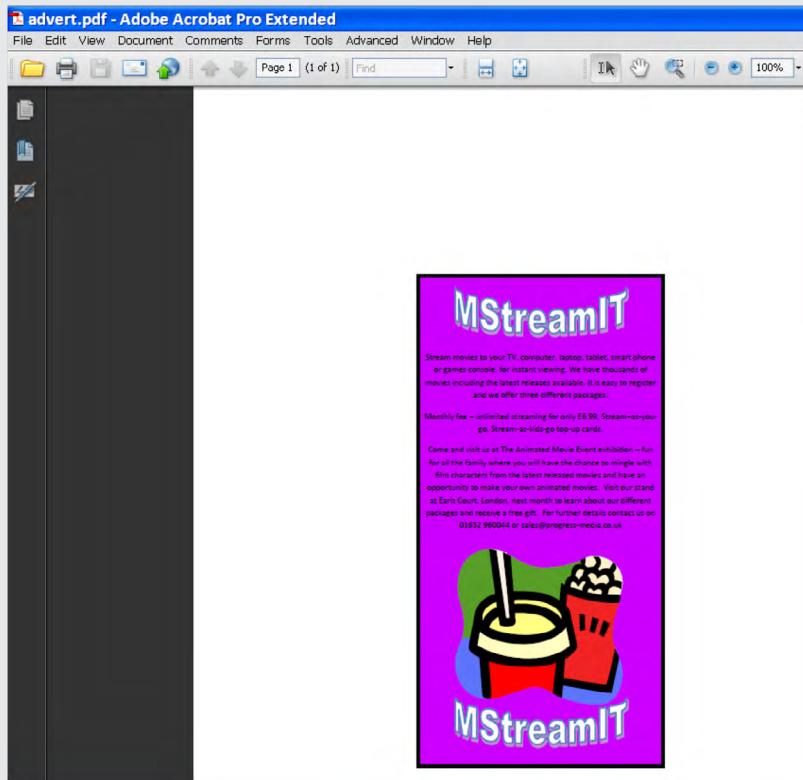 advert.pdf - Adobe Acrobat Pro Extended
File Edit View Document Comments Forms Tools Advanced Window Help
Page 1 (1 of 1) Find 100%
MStreamIT
Stream movies to your TV, computer, laptop, tablet, smart phone
or games console, for instant viewing. We have thousands of
movies including the latest releases available. It is easy to register
and we offer three different packages:
Monthly fee – unlimited streaming for only £6.99, Stream-as-you-
go, Stream-as-kids-go top-up cards.
Come and visit us at The Animated Movie Event exhibition – fun
for all the family where you will have the chance to mingle with
film characters from the latest released movies and have an
opportunity to make your own animated movies. Visit our stand
at Earls Court, London, next month to learn about our different
packages and receive a free gift. For further details contact us on
01632 960044 or sales@progress-media.co.uk
MStreamIT